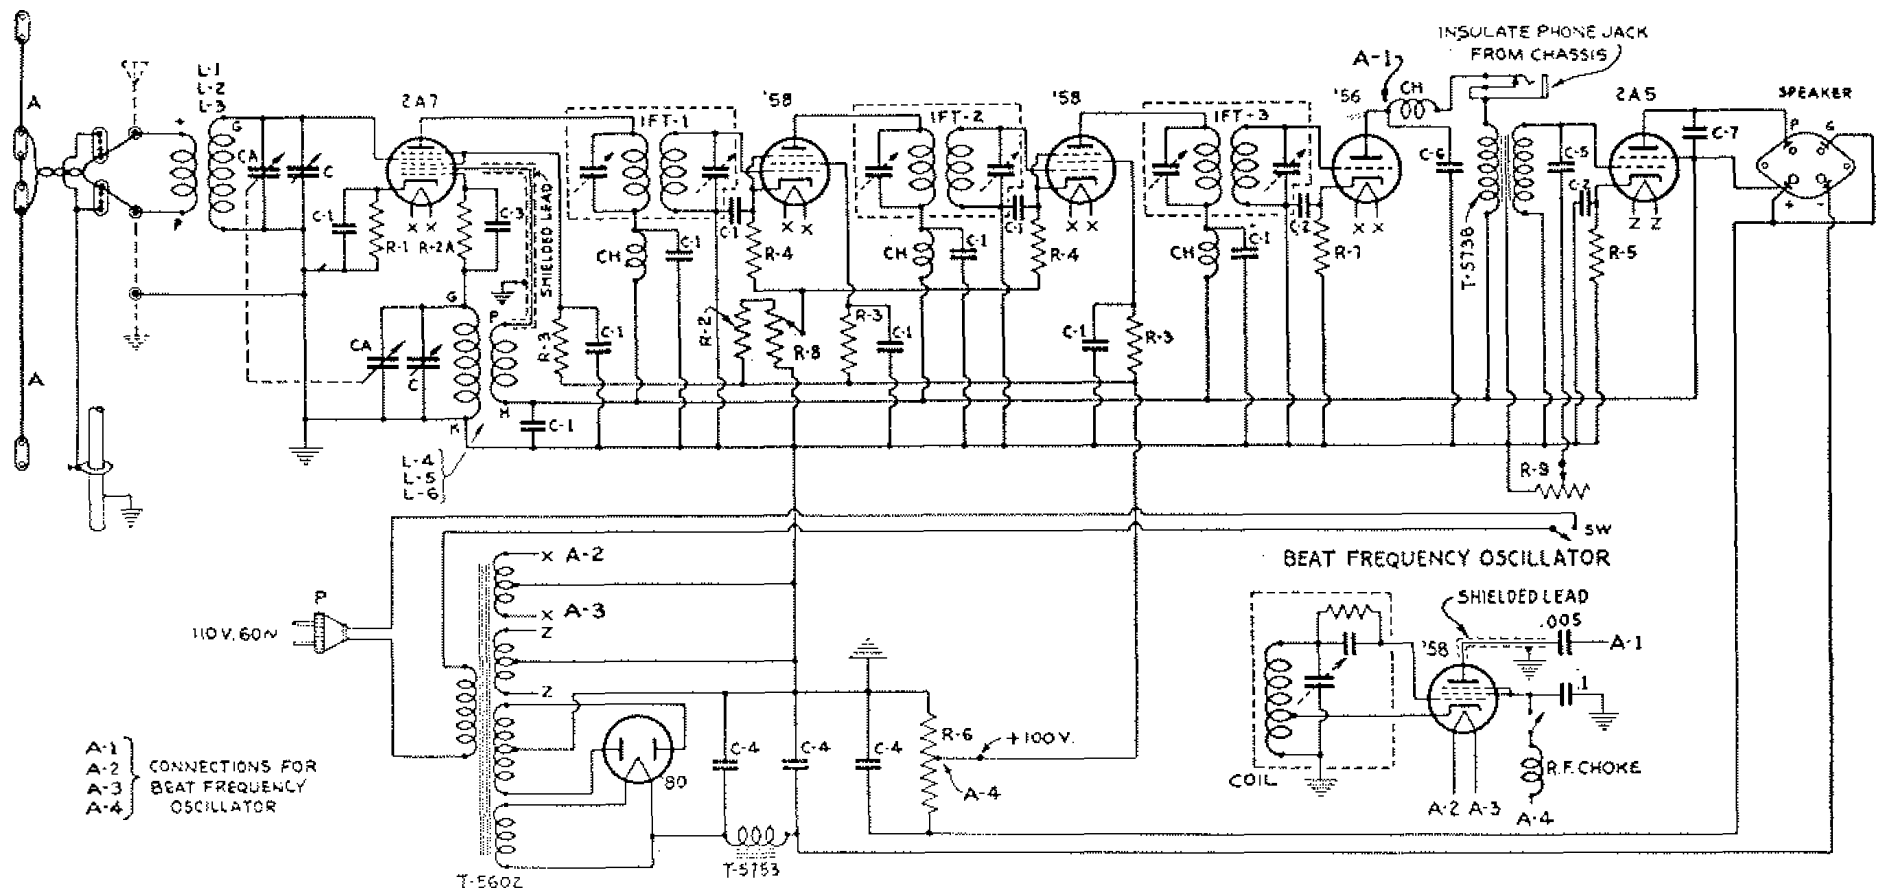 INSULATE PHONE JACK
FROM CHASSIS
A-1
L-1
L-2
L-3
2A7
'58
'58
'56
CH
2A5
SPEAKER
A
IFT-1
IFT-2
IFT-3
P
G
C-7
G
CA
C
C-6
C-5
C-2
P
+
-
C-1
R-1
R-2A
C-3
X X
SHIELDED LEAD
CH
C-1
C-1
R-4
X X
CH
C-1
C-1
R-4
X X
CH
C-1
C-2
R-7
X X
T-5738
R-5
Z Z
G
P
CA
C
R-3
C-1
R-2
R-8
R-3
C-1
C-1
R-3
A
K
H
C-1
L-4
L-5
L-6
R-9
SW
X A-2
X A-3
Z
Z
BEAT FREQUENCY OSCILLATOR
P
110 V. 60~
SHIELDED LEAD
.005
A-1
'58
.1
R-6
+100 V.
C-4
C-4
C-4
'80
A-4
COIL
R.F. CHOKE
A-2 A-3
A-4
A-1
A-2
A-3
A-4
CONNECTIONS FOR
BEAT FREQUENCY
OSCILLATOR
T-5602
T-5753